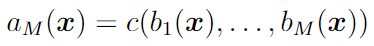 a_M(𝒙) = c(b_1(𝒙), . . . , b_M(𝒙))